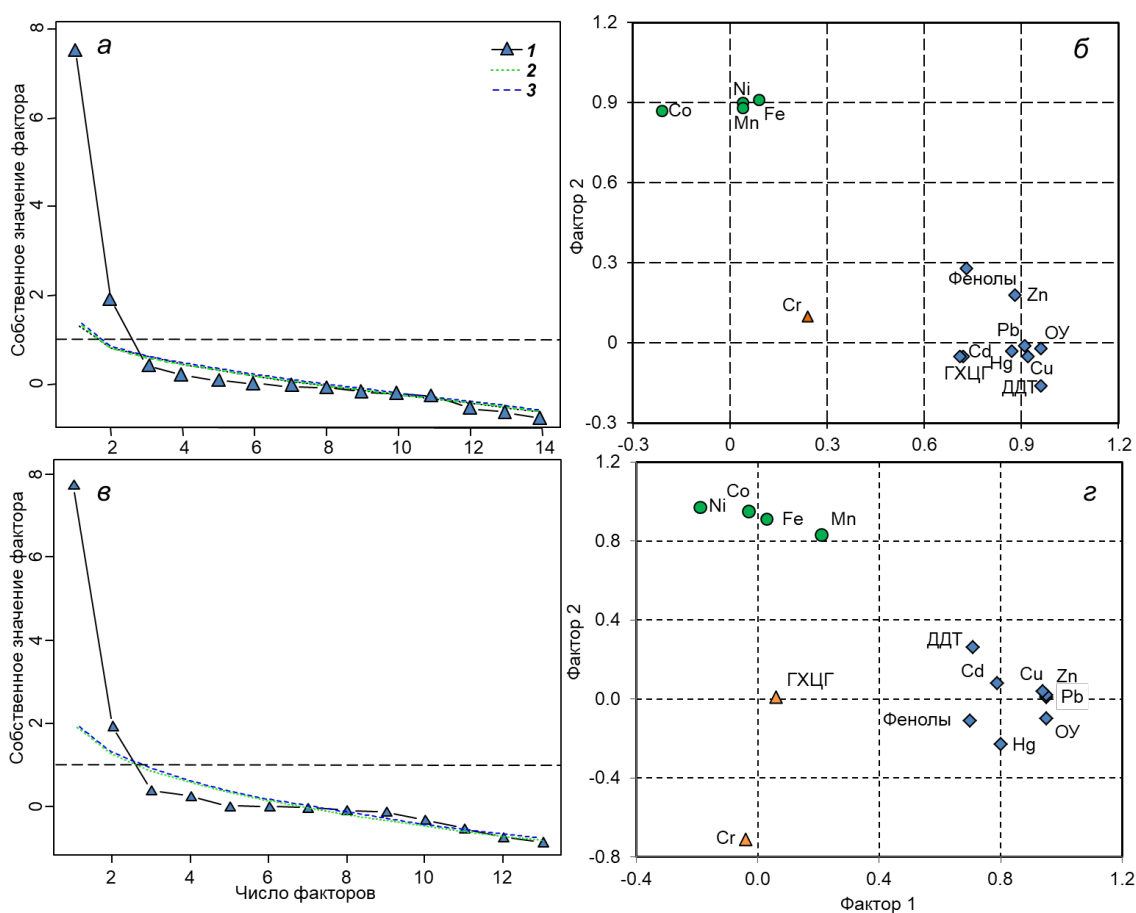 Собственное значение фактора
8
6
4
2
0
а
1
2
3
2 4 6 8 10 12 14
Фактор 2
1.2
0.9
0.6
0.3
0
-0.3
б
Co
Ni
Mn
Fe
Фенолы
Zn
Cr
Pb
ОУ
Cd
Hg
Cu
ГХЦГ
ДДТ
-0.3 0 0.3 0.6 0.9 1.2
Собственное значение фактора
8
6
4
2
0
в
2 4 6 8 10 12
Число факторов
Фактор 2
1.2
0.8
0.4
0.0
-0.4
-0.8
г
Ni
Co
Fe
Mn
ДДТ
Cd
Cu
Zn
ГХЦГ
Pb
Фенолы
ОУ
Hg
Cr
-0.4 0.0 0.4 0.8 1.2
Фактор 1